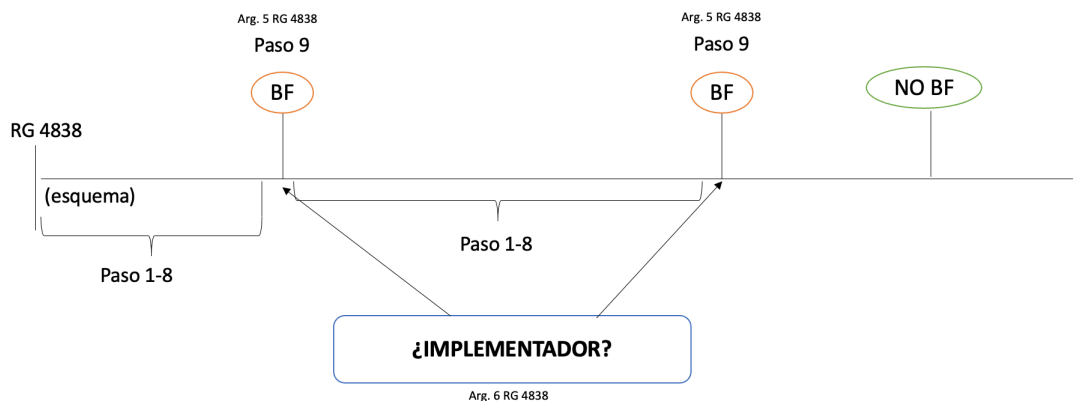 Arg. 5 RG 4838
Paso 9
BF
Arg. 5 RG 4838
Paso 9
BF
NO BF
RG 4838
(esquema)
Paso 1-8
Paso 1-8
¿IMPLEMENTADOR?
Arg. 6 RG 4838